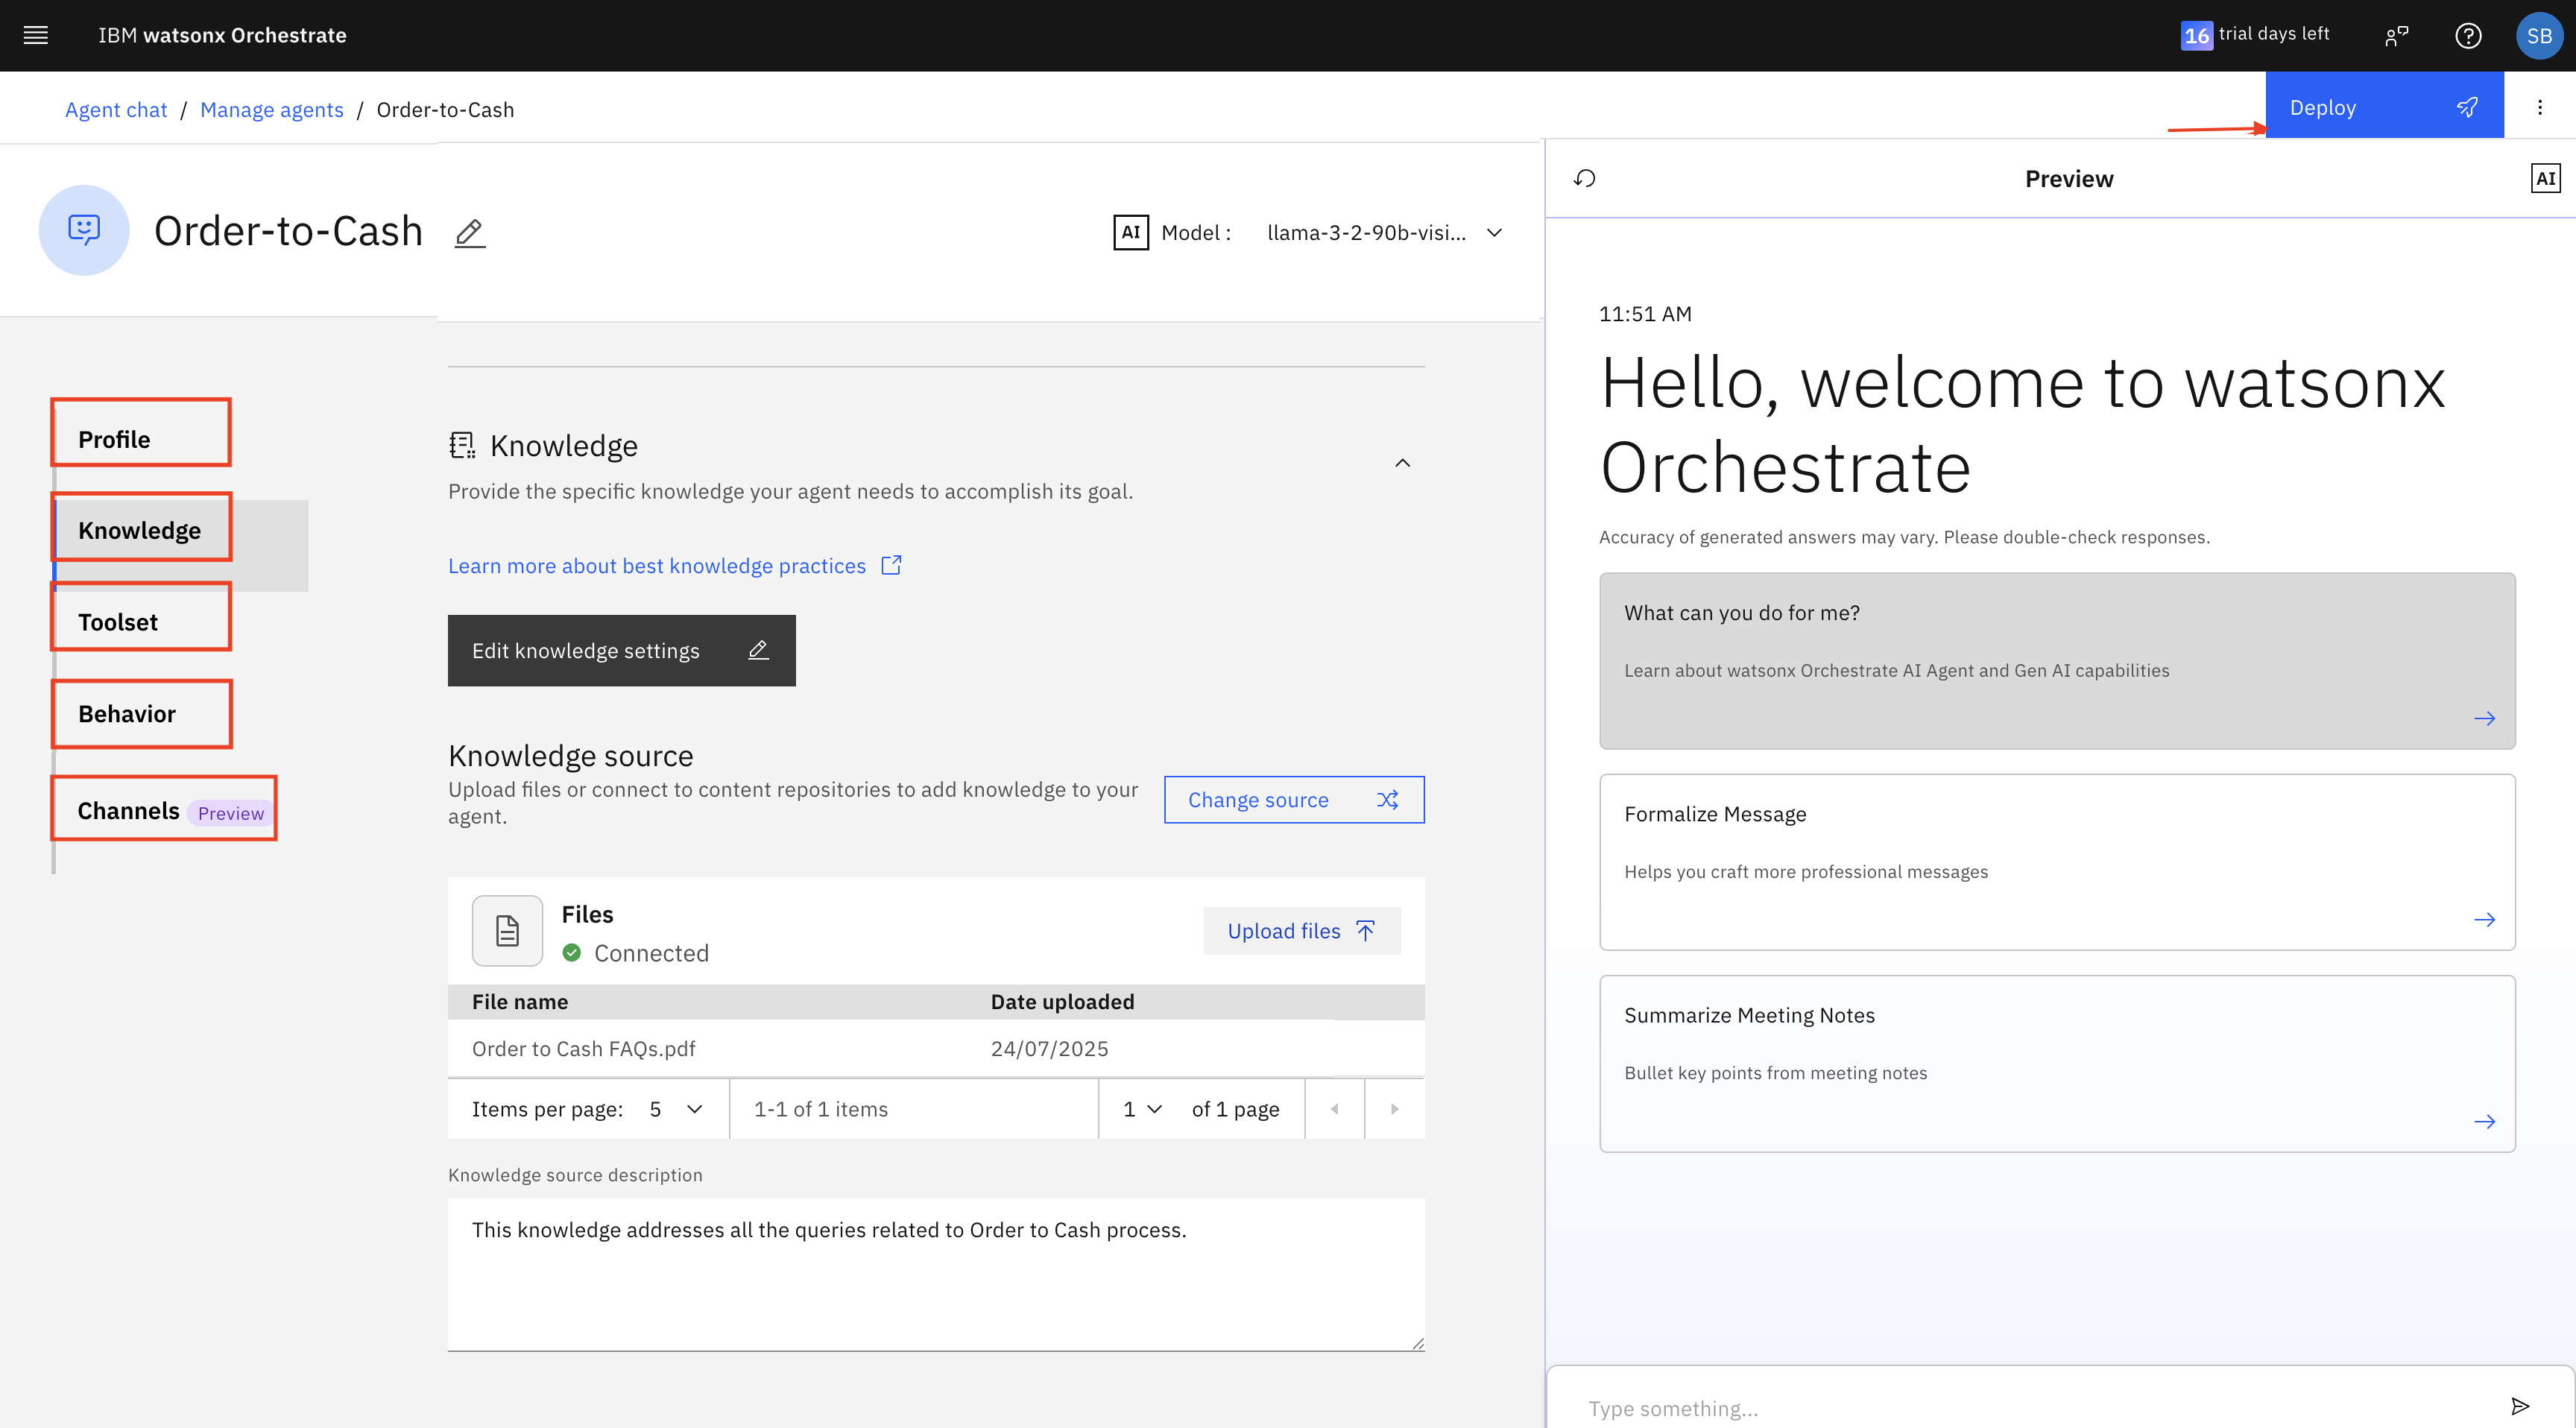 IBM watsonx Orchestrate
16 trial days left
SB
Agent chat / Manage agents / Order-to-Cash
Deploy
Order-to-Cash
AI Model : llama-3-2-90b-visi...
Profile
Knowledge
Toolset
Behavior
Channels Preview
Knowledge
Provide the specific knowledge your agent needs to accomplish its goal.
Learn more about best knowledge practices
Edit knowledge settings
Knowledge source
Upload files or connect to content repositories to add knowledge to your
agent.
Change source
Files
Connected
Upload files
File name Date uploaded
Order to Cash FAQs.pdf 24/07/2025
Items per page: 5 1-1 of 1 items 1 of 1 page
Knowledge source description
This knowledge addresses all the queries related to Order to Cash process.
Preview
AI
11:51 AM
Hello, welcome to watsonx
Orchestrate
Accuracy of generated answers may vary. Please double-check responses.
What can you do for me?
Learn about watsonx Orchestrate AI Agent and Gen AI capabilities
Formalize Message
Helps you craft more professional messages
Summarize Meeting Notes
Bullet key points from meeting notes
Type something...